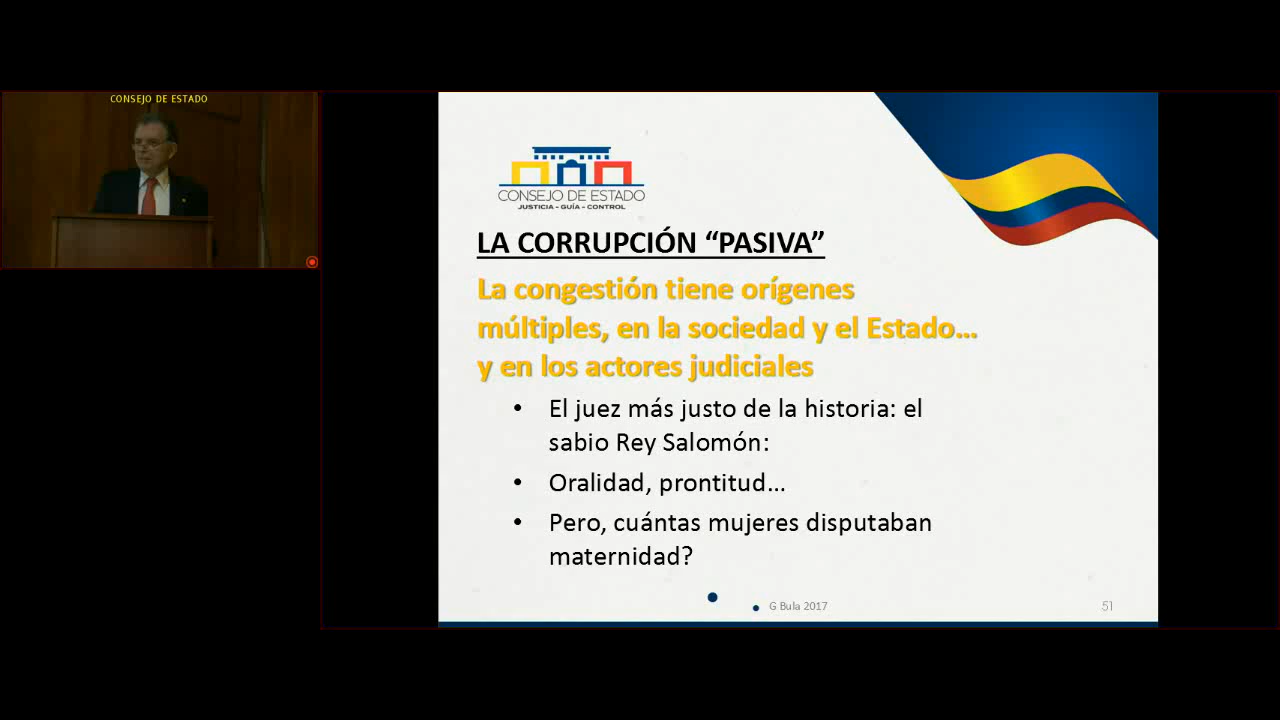 CONSEJO DE ESTADO
CONSEJO DE ESTADO
JUSTICIA - GUÍA - CONTROL
LA CORRUPCIÓN “PASIVA”
La congestión tiene orígenes
múltiples, en la sociedad y el Estado...
y en los actores judiciales
• El juez más justo de la historia: el
sabio Rey Salomón:
• Oralidad, prontitud...
• Pero, cuántas mujeres disputaban
maternidad?
G Bula 2017
51